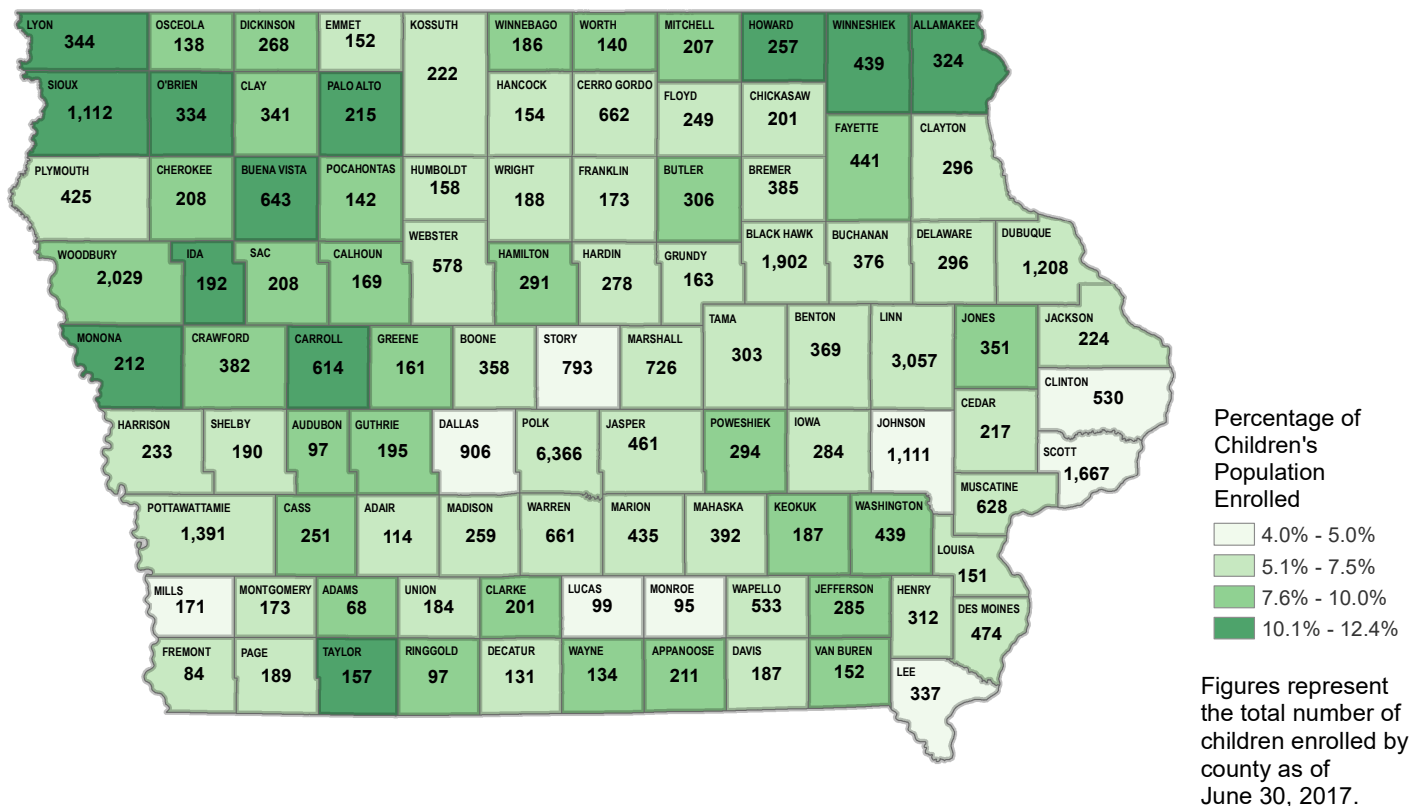 LYON
344
OSCEOLA
138
DICKINSON
268
EMMET
152
KOSSUTH
222
WINNEBAGO
186
WORTH
140
MITCHELL
207
HOWARD
257
WINNESHIEK
439
ALLAMAKEE
324
SIOUX
1,112
O'BRIEN
334
CLAY
341
PALO ALTO
215
HANCOCK
154
CERRO GORDO
662
FLOYD
249
CHICKASAW
201
FAYETTE
441
CLAYTON
296
PLYMOUTH
425
CHEROKEE
208
BUENA VISTA
643
POCAHONTAS
142
HUMBOLDT
158
WRIGHT
188
FRANKLIN
173
BUTLER
306
BREMER
385
WOODBURY
2,029
IDA
192
SAC
208
CALHOUN
169
WEBSTER
578
HAMILTON
291
HARDIN
278
GRUNDY
163
BLACK HAWK
1,902
BUCHANAN
376
DELAWARE
296
DUBUQUE
1,208
MONONA
212
CRAWFORD
382
CARROLL
614
GREENE
161
BOONE
358
STORY
793
MARSHALL
726
TAMA
303
BENTON
369
LINN
3,057
JONES
351
JACKSON
224
CLINTON
530
HARRISON
233
SHELBY
190
AUDUBON
97
GUTHRIE
195
DALLAS
906
POLK
6,366
JASPER
461
POWESHIEK
294
IOWA
284
JOHNSON
1,111
CEDAR
217
SCOTT
1,667
POTTAWATTAMIE
1,391
CASS
251
ADAIR
114
MADISON
259
WARREN
661
MARION
435
MAHASKA
392
KEOKUK
187
WASHINGTON
439
MUSCATINE
628
LOUISA
151
MILLS
171
MONTGOMERY
173
ADAMS
68
UNION
184
CLARKE
201
LUCAS
99
MONROE
95
WAPELLO
533
JEFFERSON
285
HENRY
312
DES MOINES
474
FREMONT
84
PAGE
189
TAYLOR
157
RINGGOLD
97
DECATUR
131
WAYNE
134
APPANOOSE
211
DAVIS
187
VAN BUREN
152
LEE
337
Percentage of
Children's
Population
Enrolled
4.0% - 5.0%
5.1% - 7.5%
7.6% - 10.0%
10.1% - 12.4%
Figures represent
the total number of
children enrolled by
county as of
June 30, 2017.